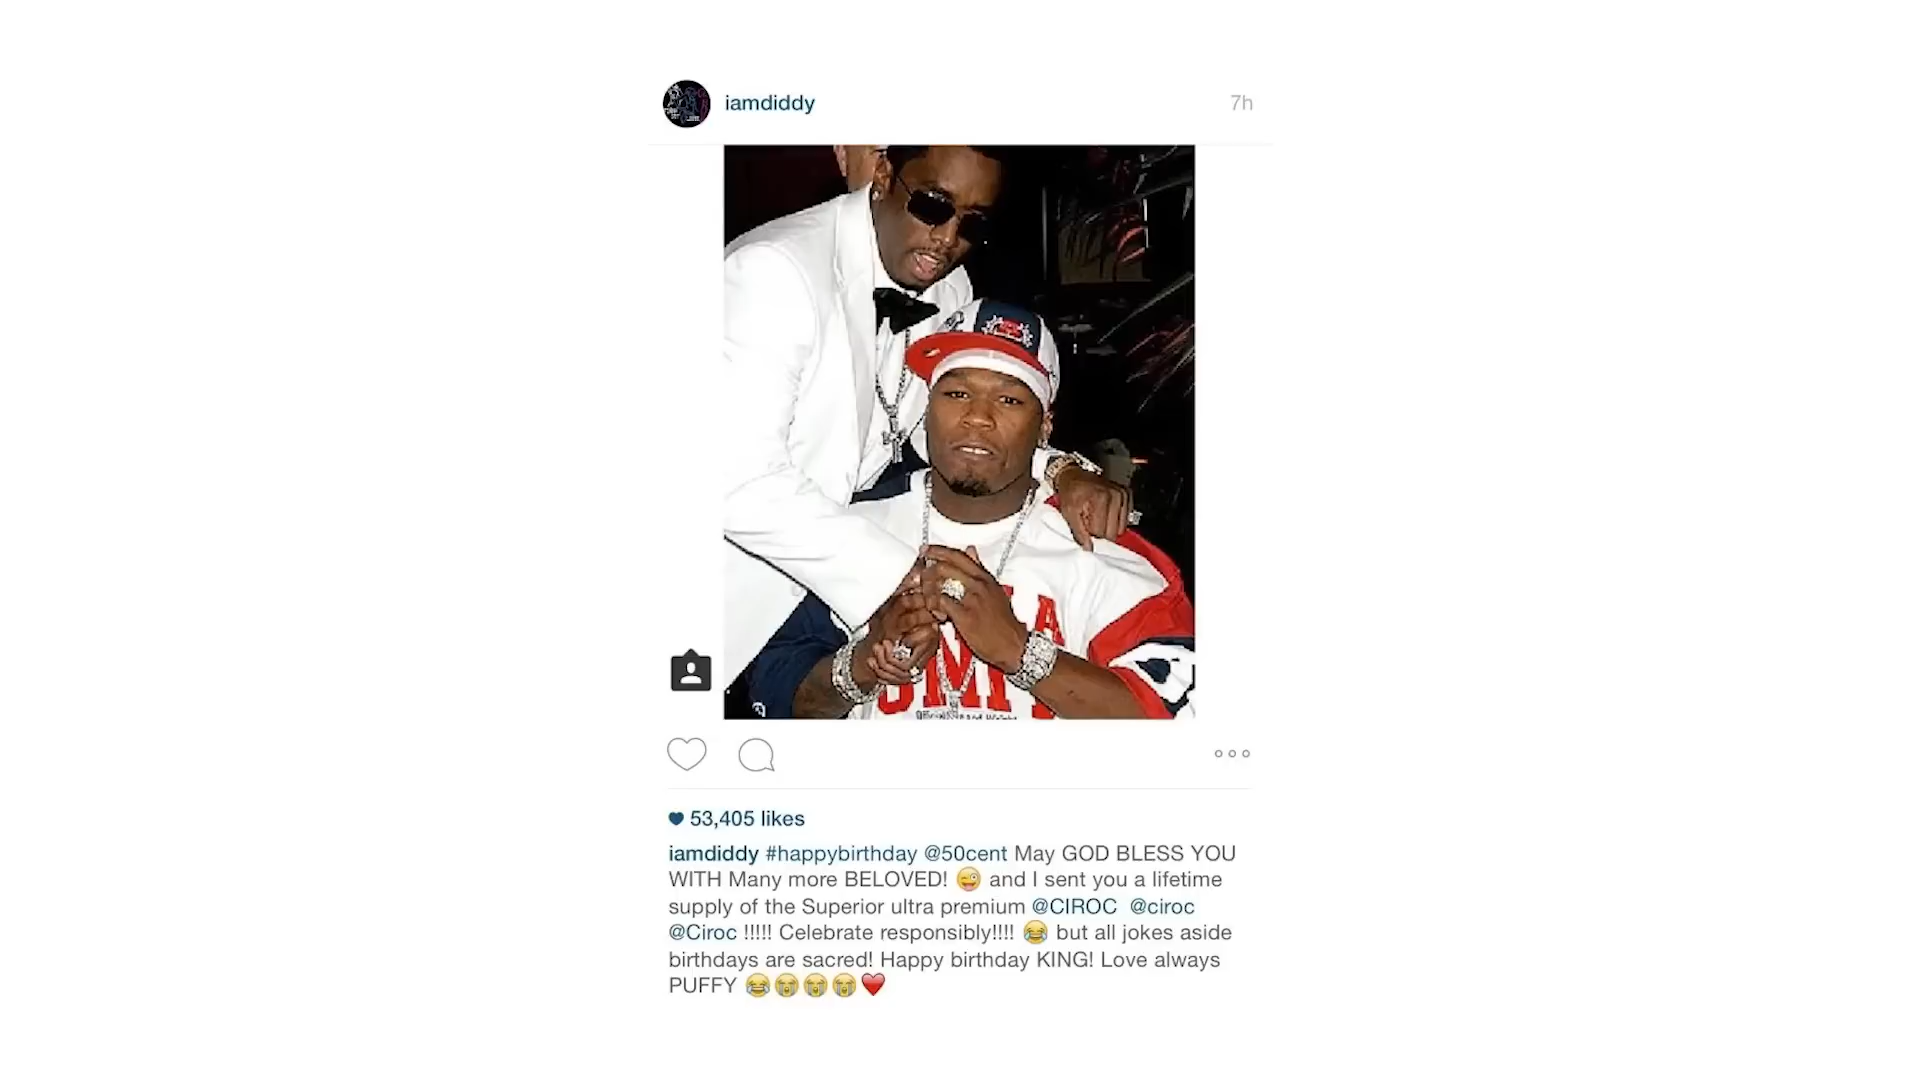 iamdiddy
7h
53,405 likes
iamdiddy #happybirthday @50cent May GOD BLESS YOU
WITH Many more BELOVED! 😜 and I sent you a lifetime
supply of the Superior ultra premium @CIROC @ciroc
@Ciroc !!!!! Celebrate responsibly!!!! 😂 but all jokes aside
birthdays are sacred! Happy birthday KING! Love always
PUFFY 😂😭😭😭❤️